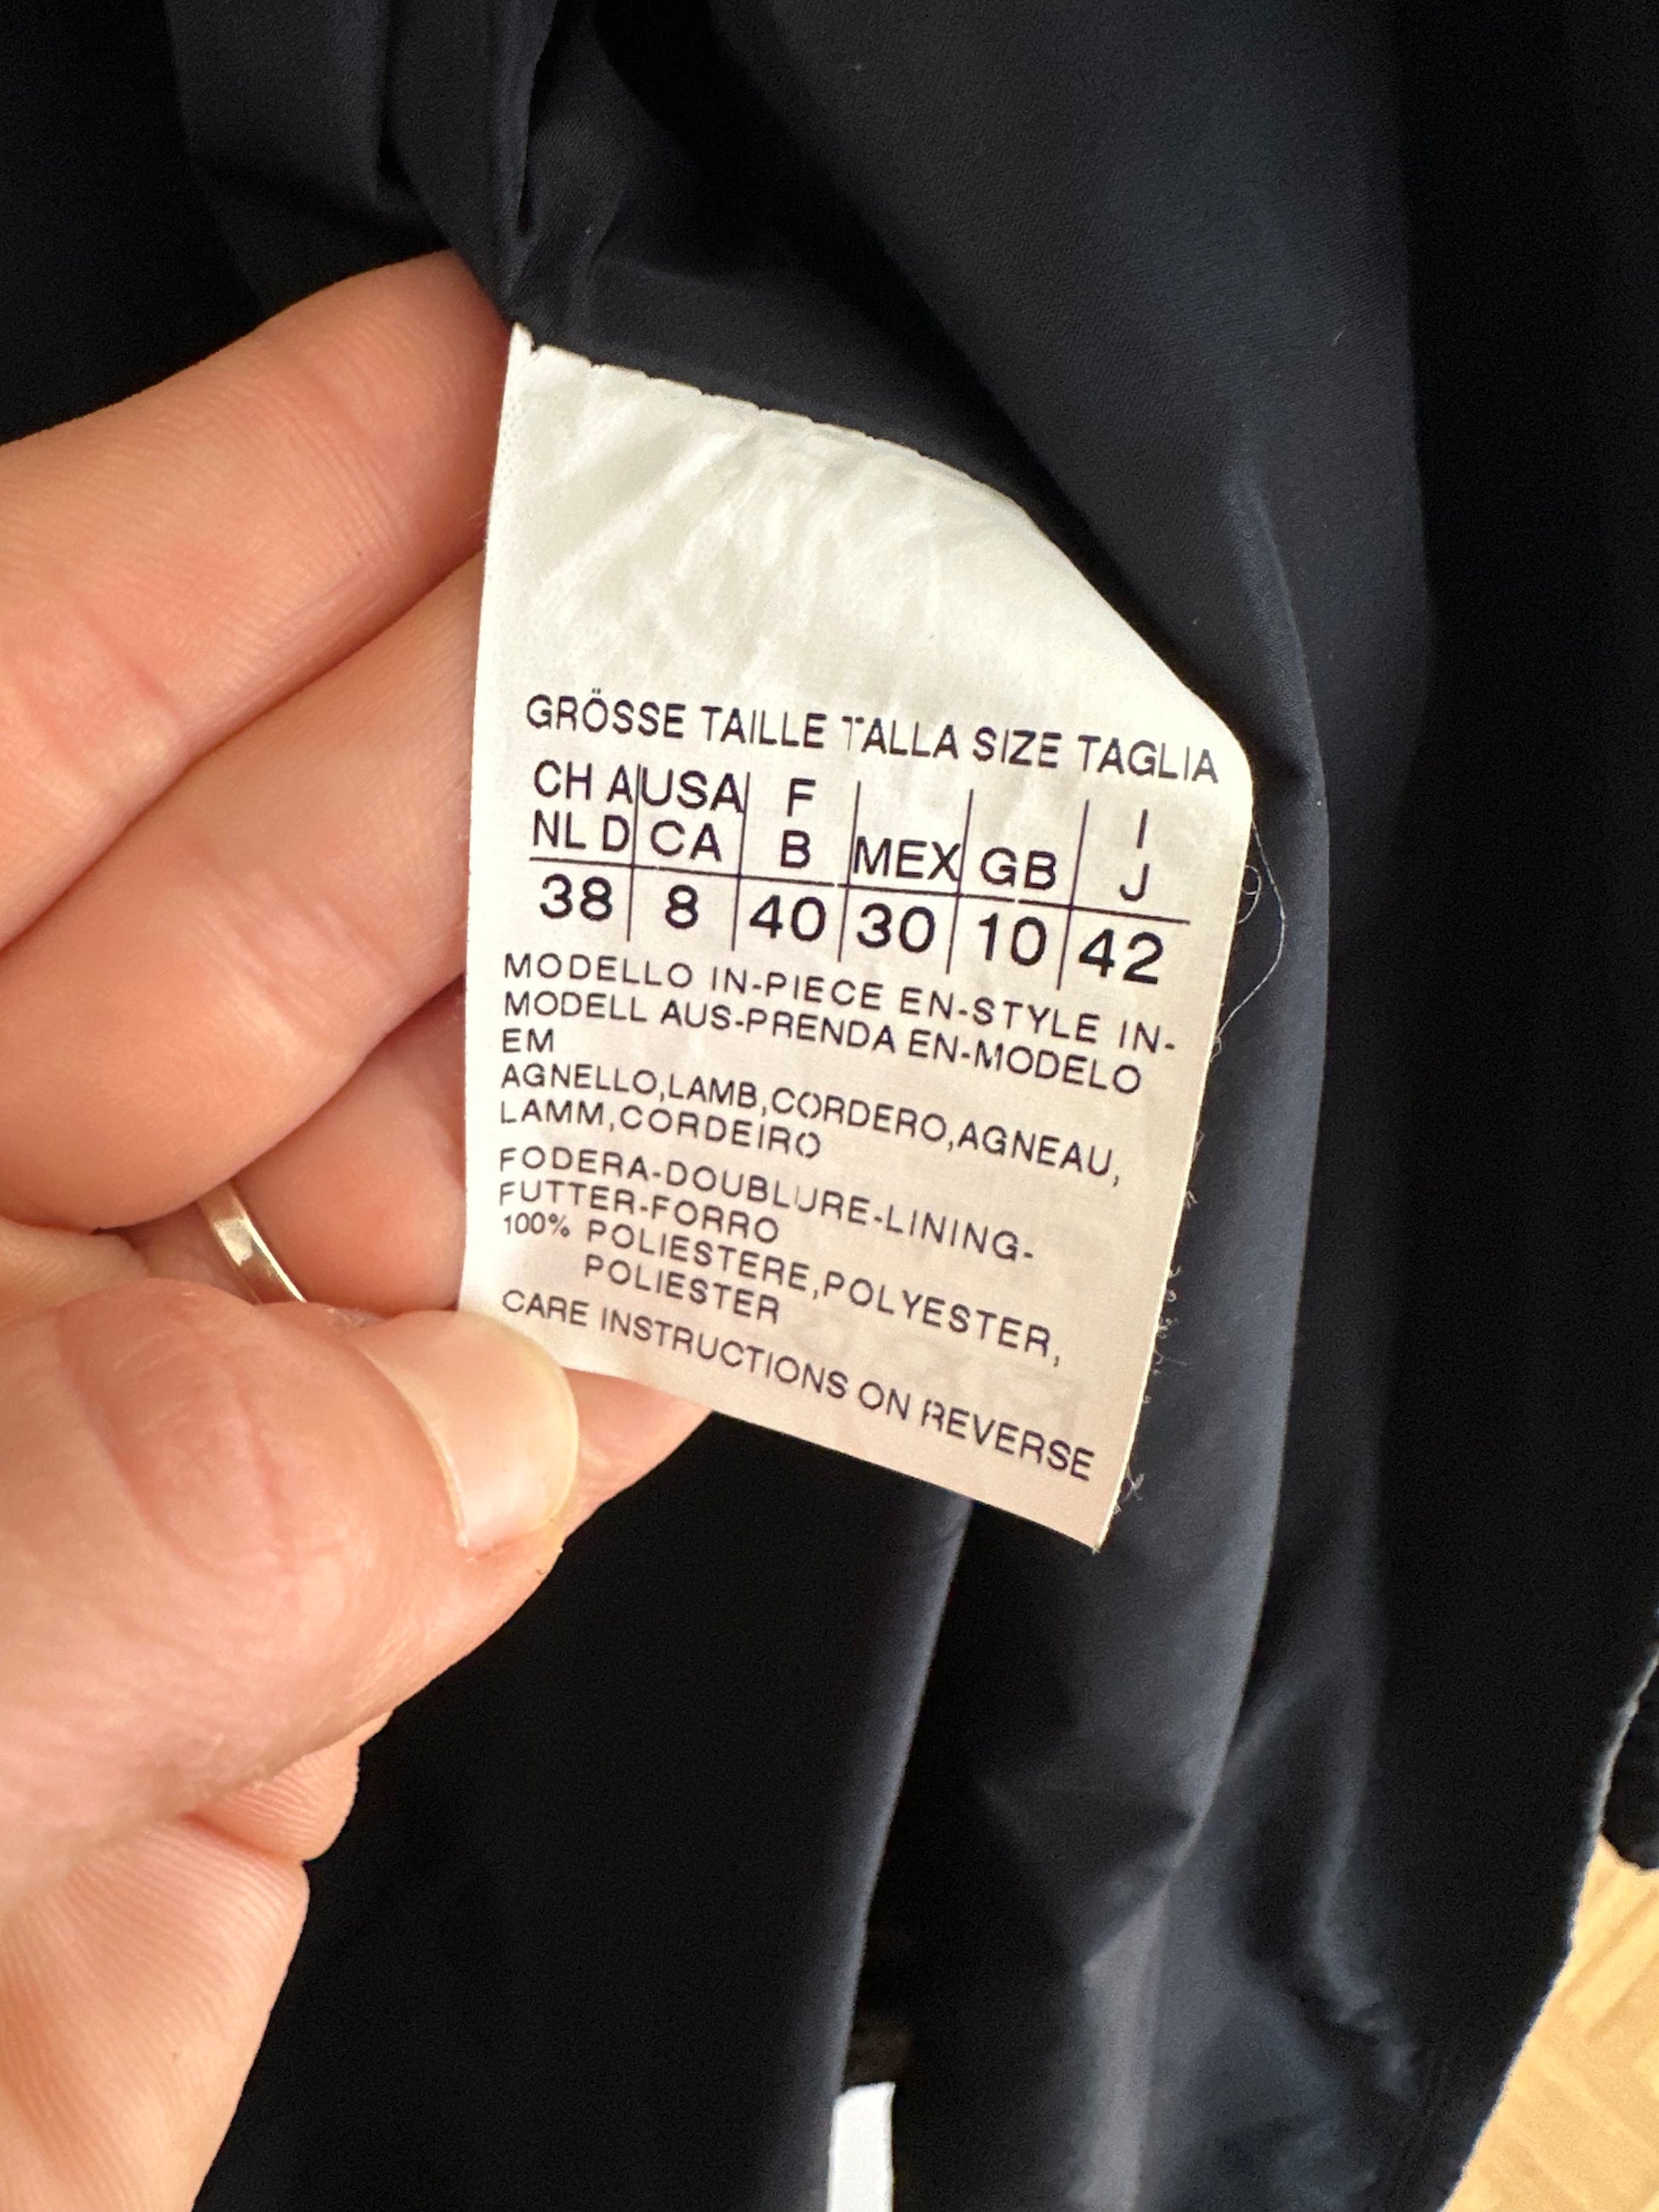 GRÖSSE TAILLE TALLA SIZE TAGLIA
CH A USA F I
NL D CA B MEX GB J
38 8 40 30 10 42
MODELLO IN-PIECE EN-STYLE IN-
MODELL AUS-PRENDA EN-MODELO
EM
AGNELLO,LAMB,CORDERO,AGNEAU,
LAMM,CORDEIRO
FODERA-DOUBLURE-LINING-
FUTTER-FORRO
100% POLIESTERE,POLYESTER,
POLIESTER
CARE INSTRUCTIONS ON REVERSE